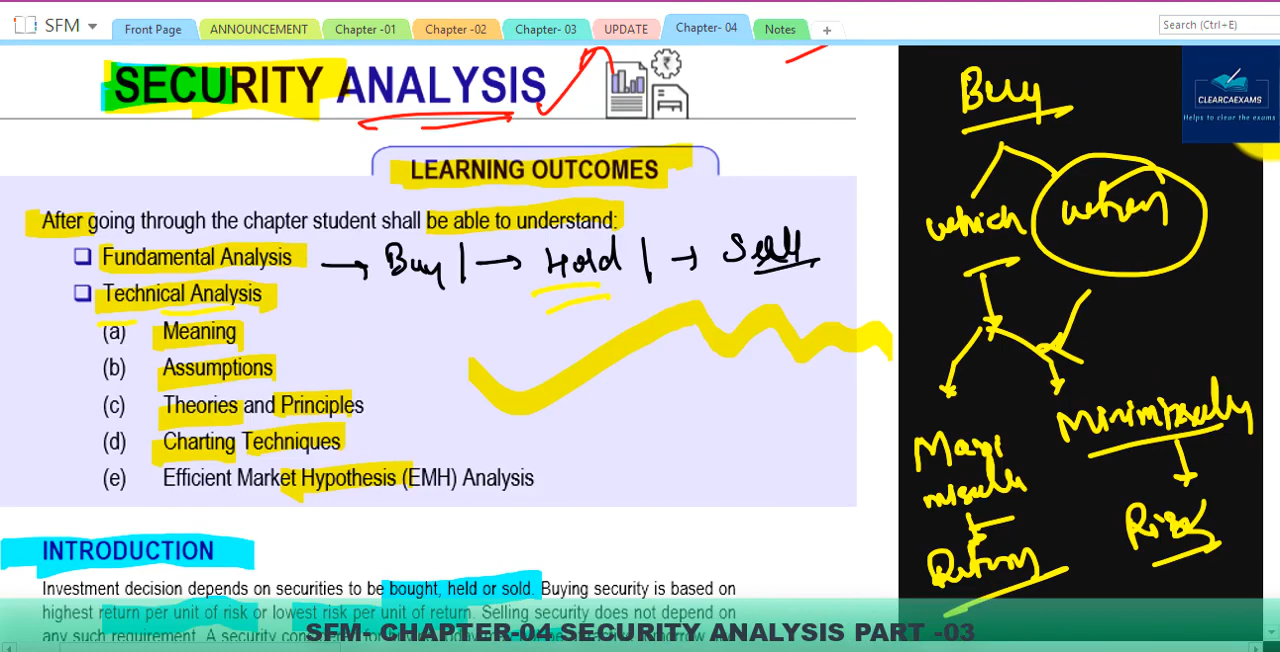 SFM
Front Page
ANNOUNCEMENT
Chapter -01
Chapter -02
Chapter- 03
UPDATE
Chapter- 04
Notes
+
Search (Ctrl+E)
SECURITY ANALYSIS
₹
CLEARCAEXAMS
Helps to clear the exams
Buy
which when
LEARNING OUTCOMES
After going through the chapter student shall be able to understand:
Fundamental Analysis → Buy | → Hold | → Sell
Technical Analysis
(a) Meaning
(b) Assumptions
(c) Theories and Principles
(d) Charting Techniques
(e) Efficient Market Hypothesis (EMH) Analysis
Return
Risk
INTRODUCTION
Investment decision depends on securities to be bought, held or sold. Buying security is based on
highest return per unit of risk or lowest risk per unit of return. Selling security does not depend on
any such requirement. A security
SFM- CHAPTER-04 SECURITY ANALYSIS PART -03